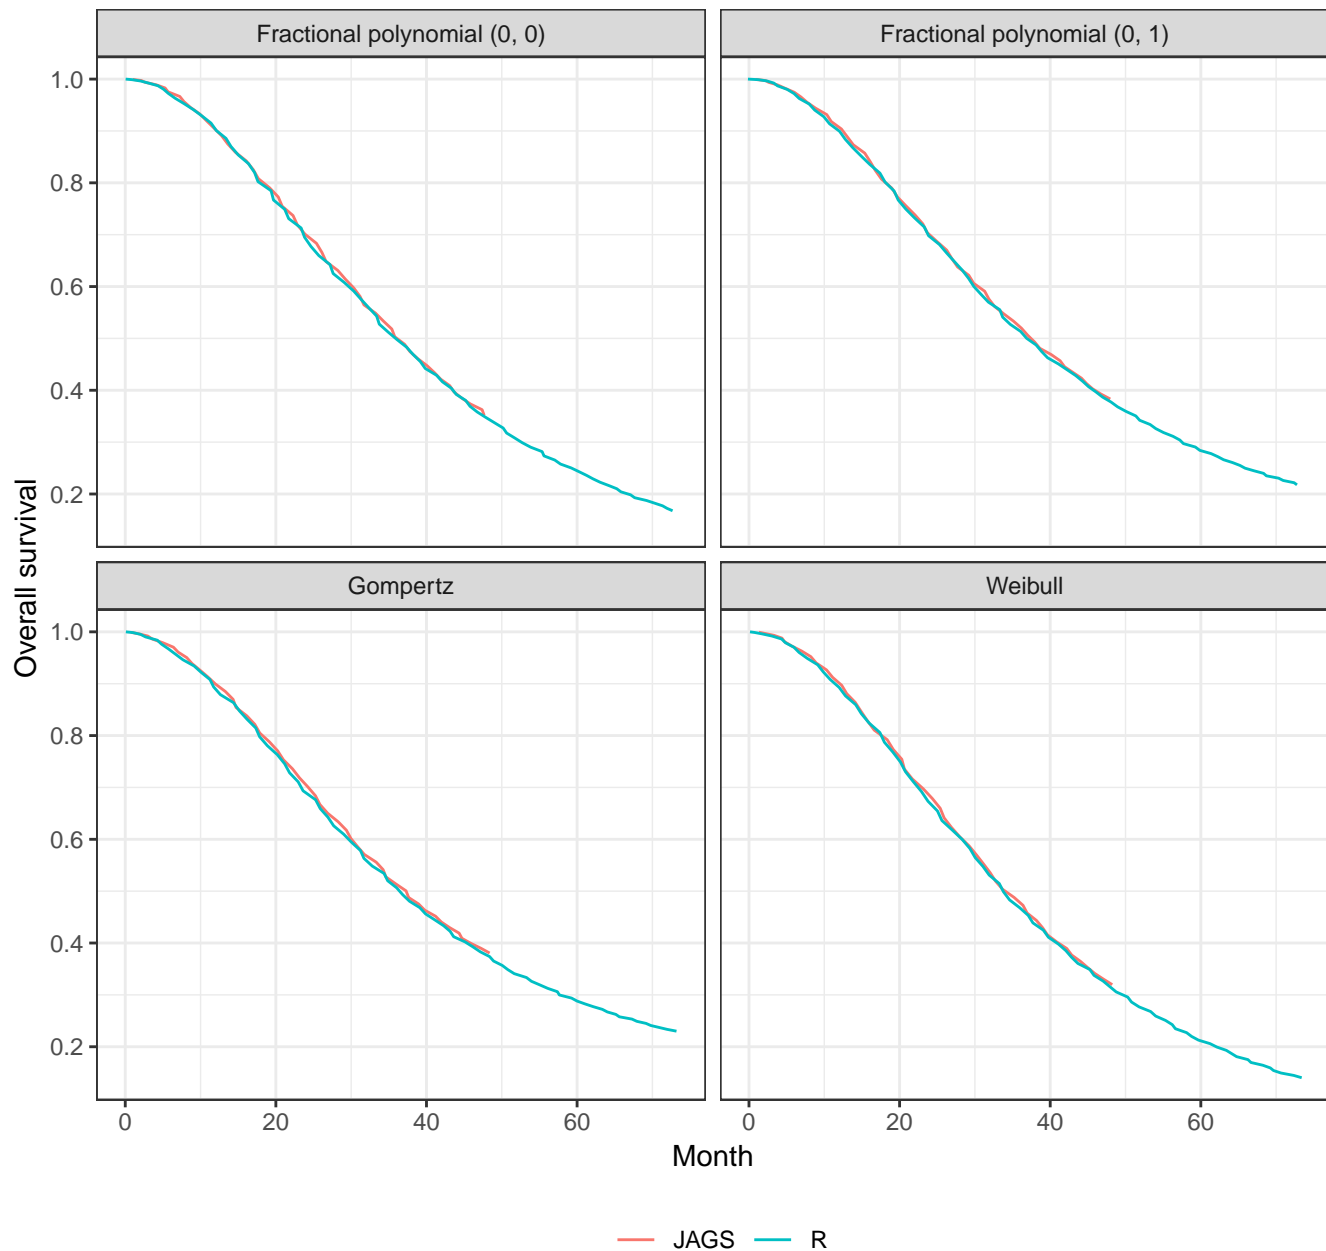 Fractional polynomial (0, 0)
Fractional polynomial (0, 1)
1.0
0.8
0.6
0.4
0.2
Gompertz
Weibull
1.0
0.8
0.6
0.4
0.2
Overall survival
0 20 40 60
0 20 40 60
Month
JAGS R